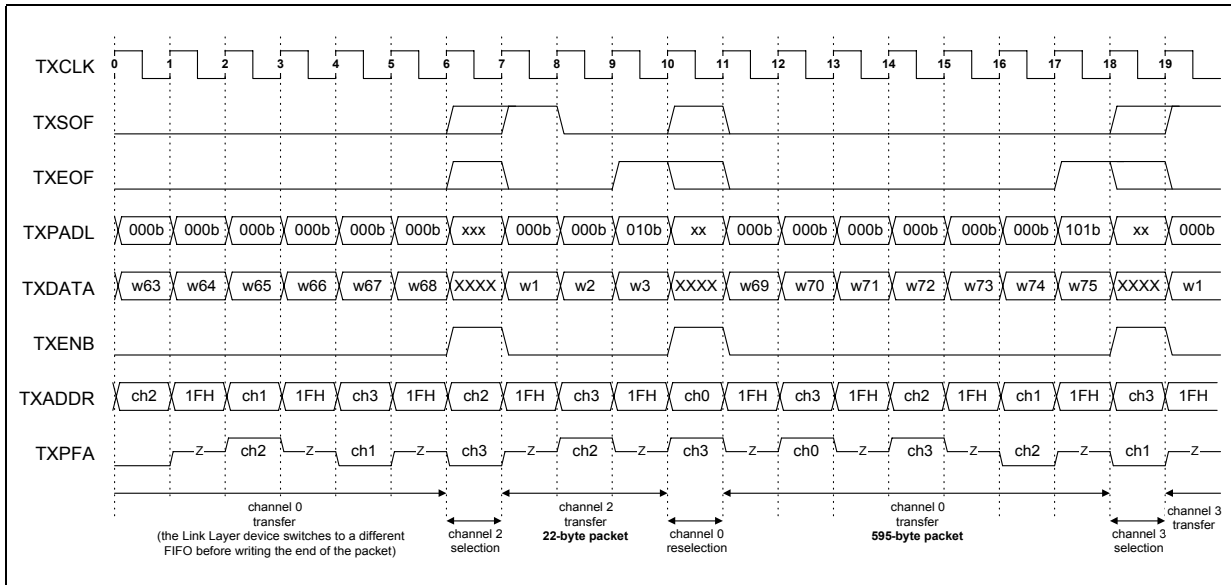 TXCLK 0 1 2 3 4 5 6 7 8 9 10 11 12 13 14 15 16 17 18 19
TXSOF
TXEOF
TXPADL 000b 000b 000b 000b 000b 000b xxx 000b 000b 010b xx 000b 000b 000b 000b 000b 000b 101b xx 000b
TXDATA w63 w64 w65 w66 w67 w68 XXXX w1 w2 w3 XXXX w69 w70 w71 w72 w73 w74 w75 XXXX w1
TXENB
TXADDR ch2 1FH ch1 1FH ch3 1FH ch2 1FH ch3 1FH ch0 1FH ch3 1FH ch2 1FH ch1 1FH ch3 1FH
TXPFA Z ch2 Z ch1 Z ch3 Z ch2 Z ch3 Z ch0 Z ch3 Z ch2 Z ch1 Z
channel 0
transfer
(the Link Layer device switches to a different
FIFO before writing the end of the packet)
channel 2
selection
channel 2
transfer
22-byte packet
channel 0
reselection
channel 0
transfer
595-byte packet
channel 3
selection
channel 3
transfer